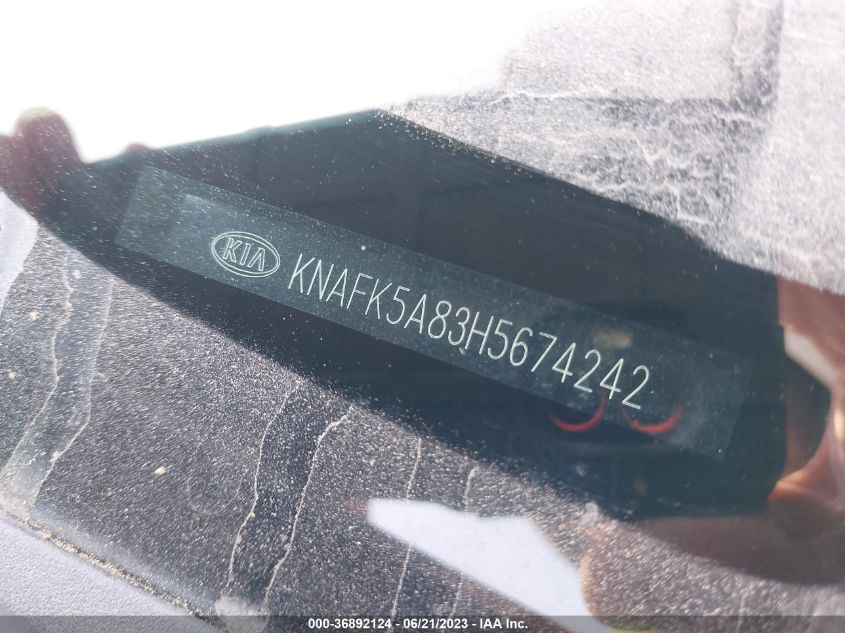 KIA KNAFK5A83H5674242
000-36892124 - 06/21/2023 - IAA Inc.